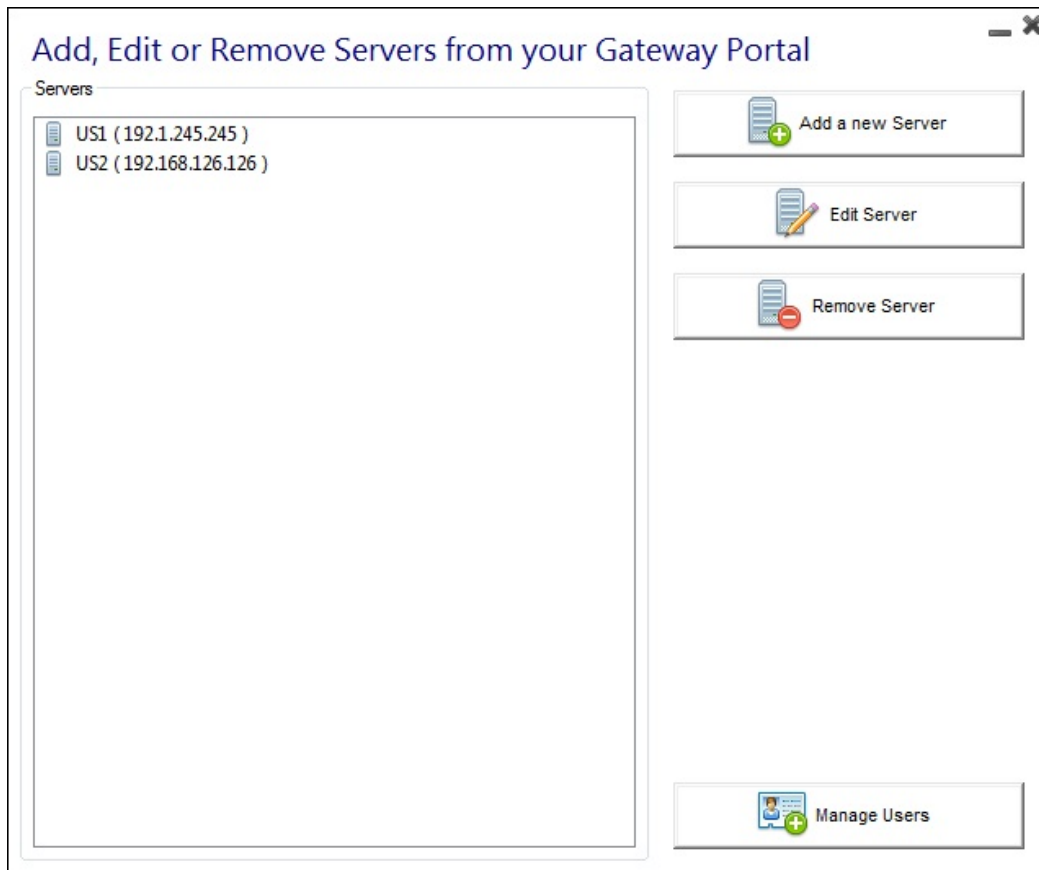 Add, Edit or Remove Servers from your Gateway Portal
Servers
US1 ( 192.1.245.245 )
US2 ( 192.168.126.126 )
Add a new Server
Edit Server
Remove Server
Manage Users